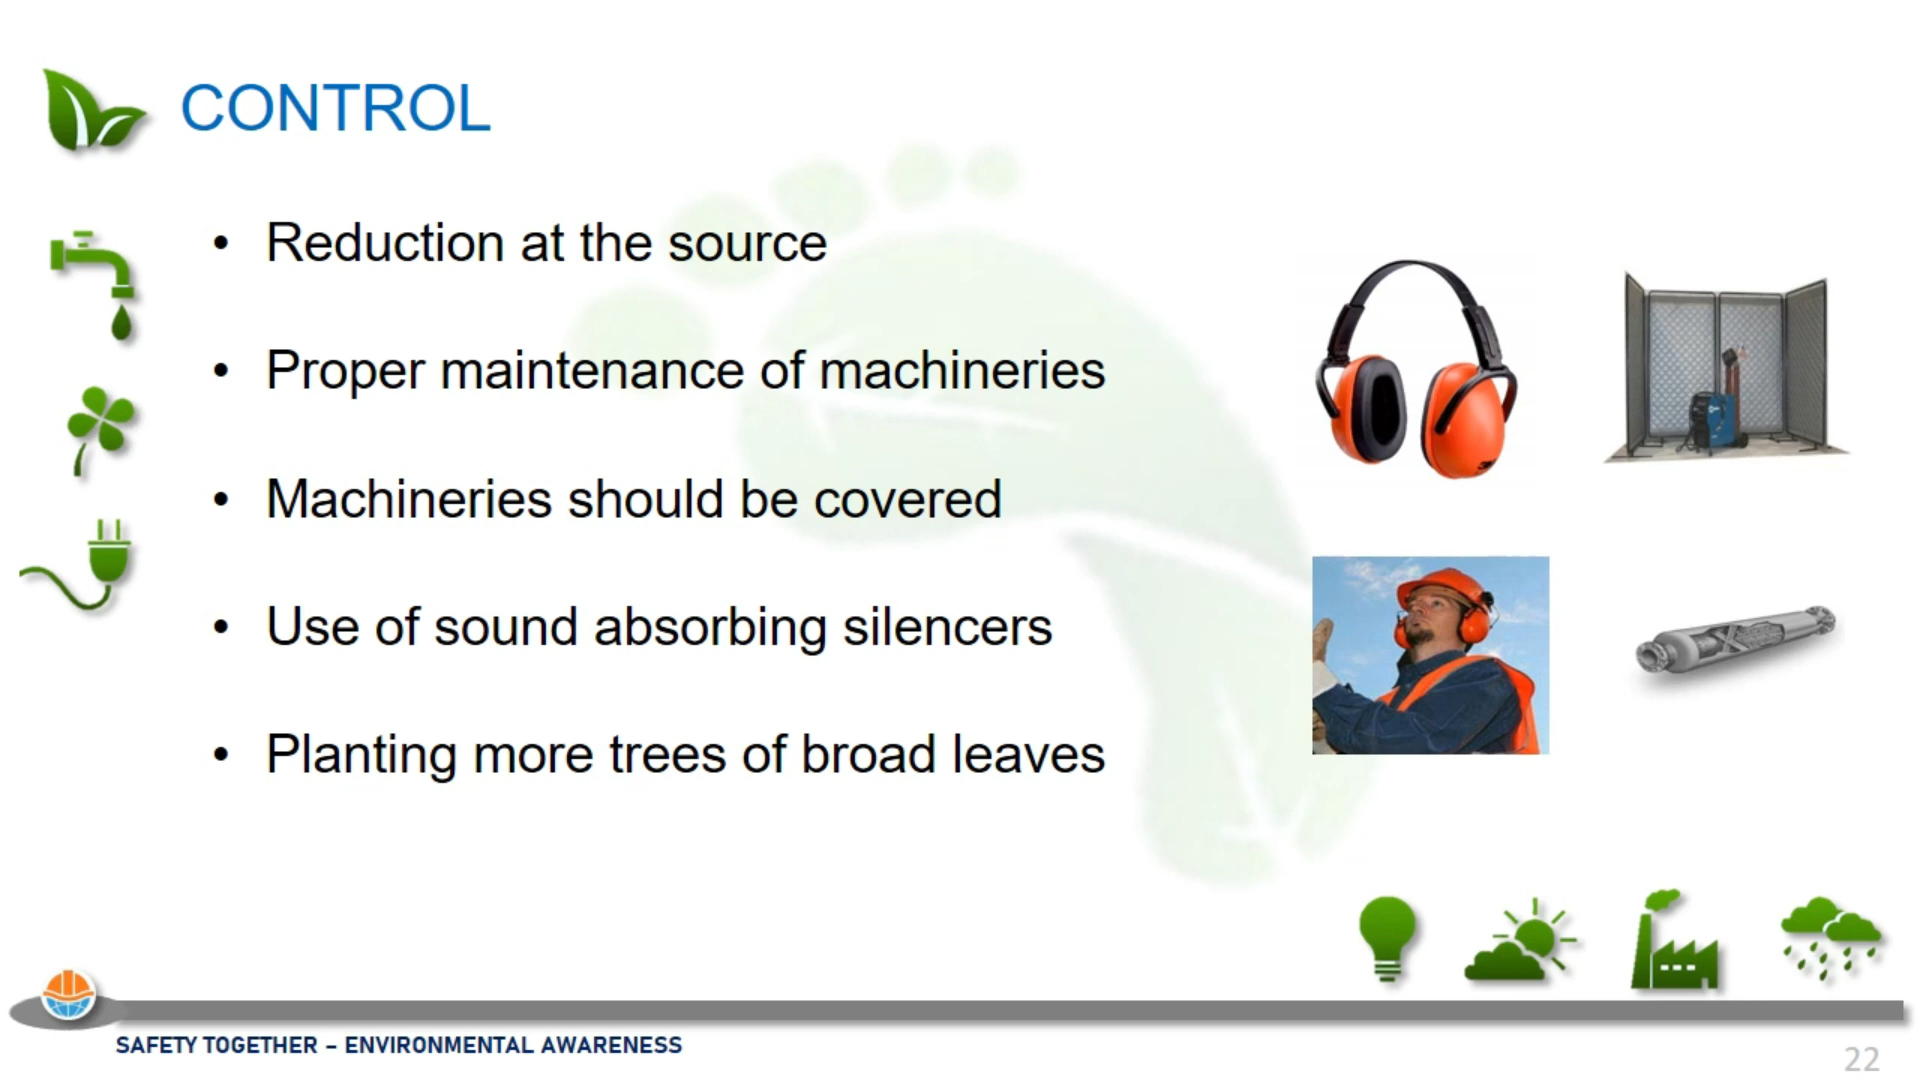 CONTROL
• Reduction at the source
• Proper maintenance of machineries
• Machineries should be covered
• Use of sound absorbing silencers
• Planting more trees of broad leaves
SAFETY TOGETHER – ENVIRONMENTAL AWARENESS
22